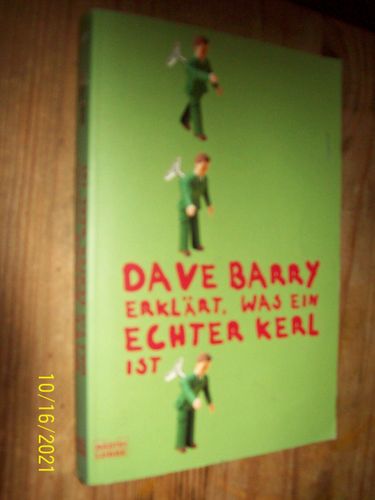 DAVE BARRY
ERKLÄRT, WAS EIN
ECHTER KERL
IST
10/16/2021